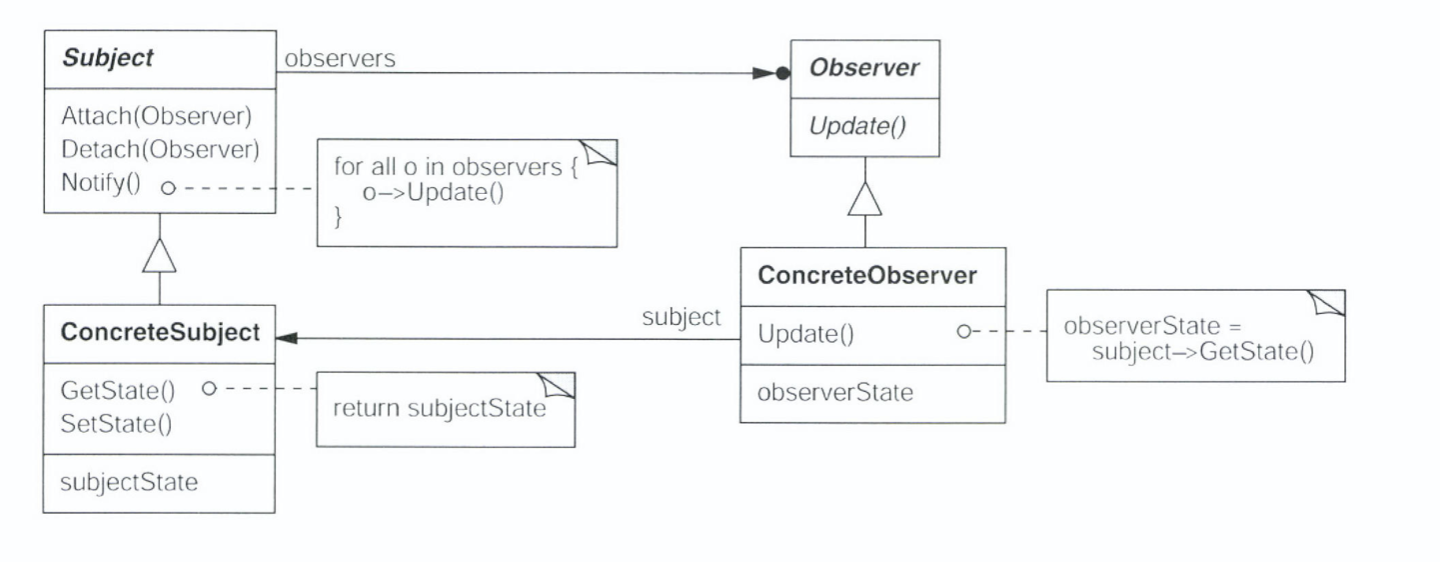 Subject
Attach(Observer)
Detach(Observer)
Notify()
observers
for all o in observers {
o–>Update()
}
Observer
Update()
ConcreteSubject
GetState()
SetState()
subjectState
return subjectState
subject
ConcreteObserver
Update()
observerState
observerState =
subject–>GetState()